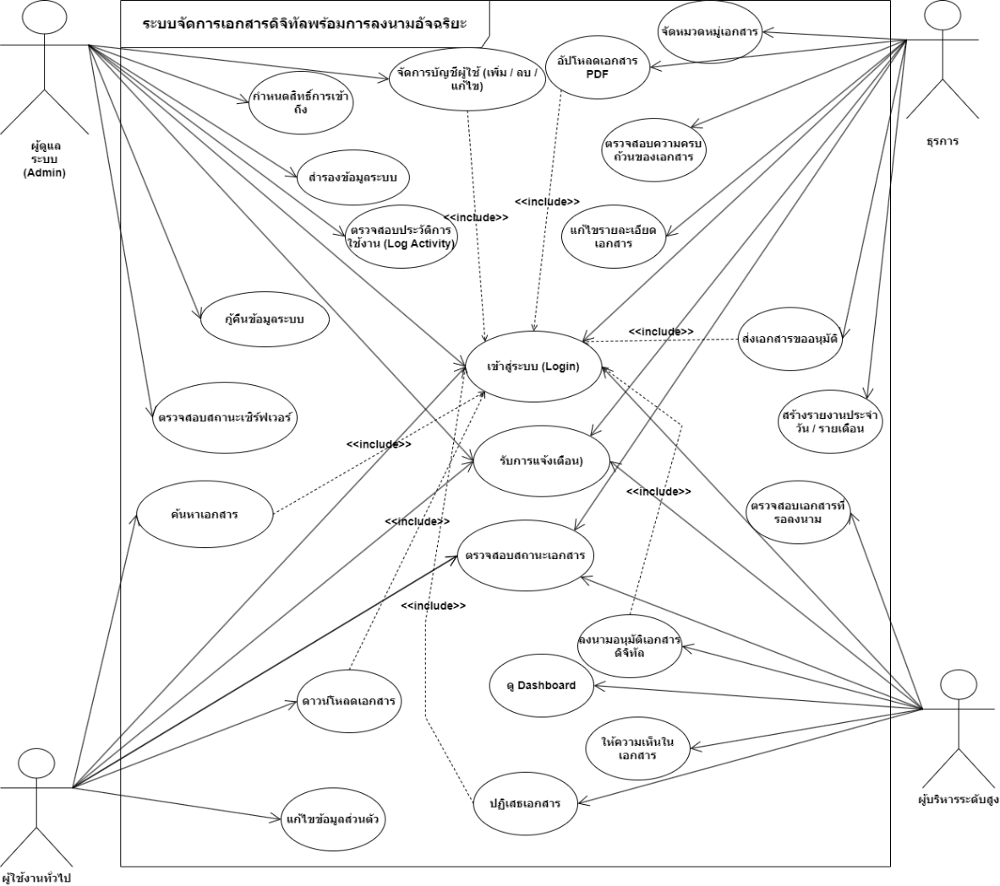 ระบบจัดการเอกสารดิจิทัลพร้อมการลงนามอัจฉริยะ
จัดหมวดหมู่เอกสาร
อัปโหลดเอกสาร
PDF
จัดการบัญชีผู้ใช้ (เพิ่ม / ลบ /
แก้ไข)
กำหนดสิทธิ์การเข้า
ถึง
ผู้ดูแล
ระบบ
(Admin)
ธุรการ
ตรวจสอบความครบ
ถ้วนของเอกสาร
สำรองข้อมูลระบบ
<<include>>
<<include>>
ตรวจสอบประวัติการ
ใช้งาน (Log Activity)
แก้ไขรายละเอียด
เอกสาร
กู้คืนข้อมูลระบบ
<<include>>
ส่งเอกสารขออนุมัติ
เข้าสู่ระบบ (Login)
ตรวจสอบสถานะเซิร์ฟเวอร์
สร้างรายงานประจำ
วัน / รายเดือน
<<include>>
รับการแจ้งเตือน)
<<include>>
ค้นหาเอกสาร
ตรวจสอบเอกสารที่
รอลงนาม
<<include>>
ตรวจสอบสถานะเอกสาร
<<include>>
ลงนามอนุมัติเอกสาร
ดิจิทัล
ดู Dashboard
ดาวน์โหลดเอกสาร
ให้ความเห็นใน
เอกสาร
ปฏิเสธเอกสาร
ผู้บริหารระดับสูง
แก้ไขข้อมูลส่วนตัว
ผู้ใช้งานทั่วไป